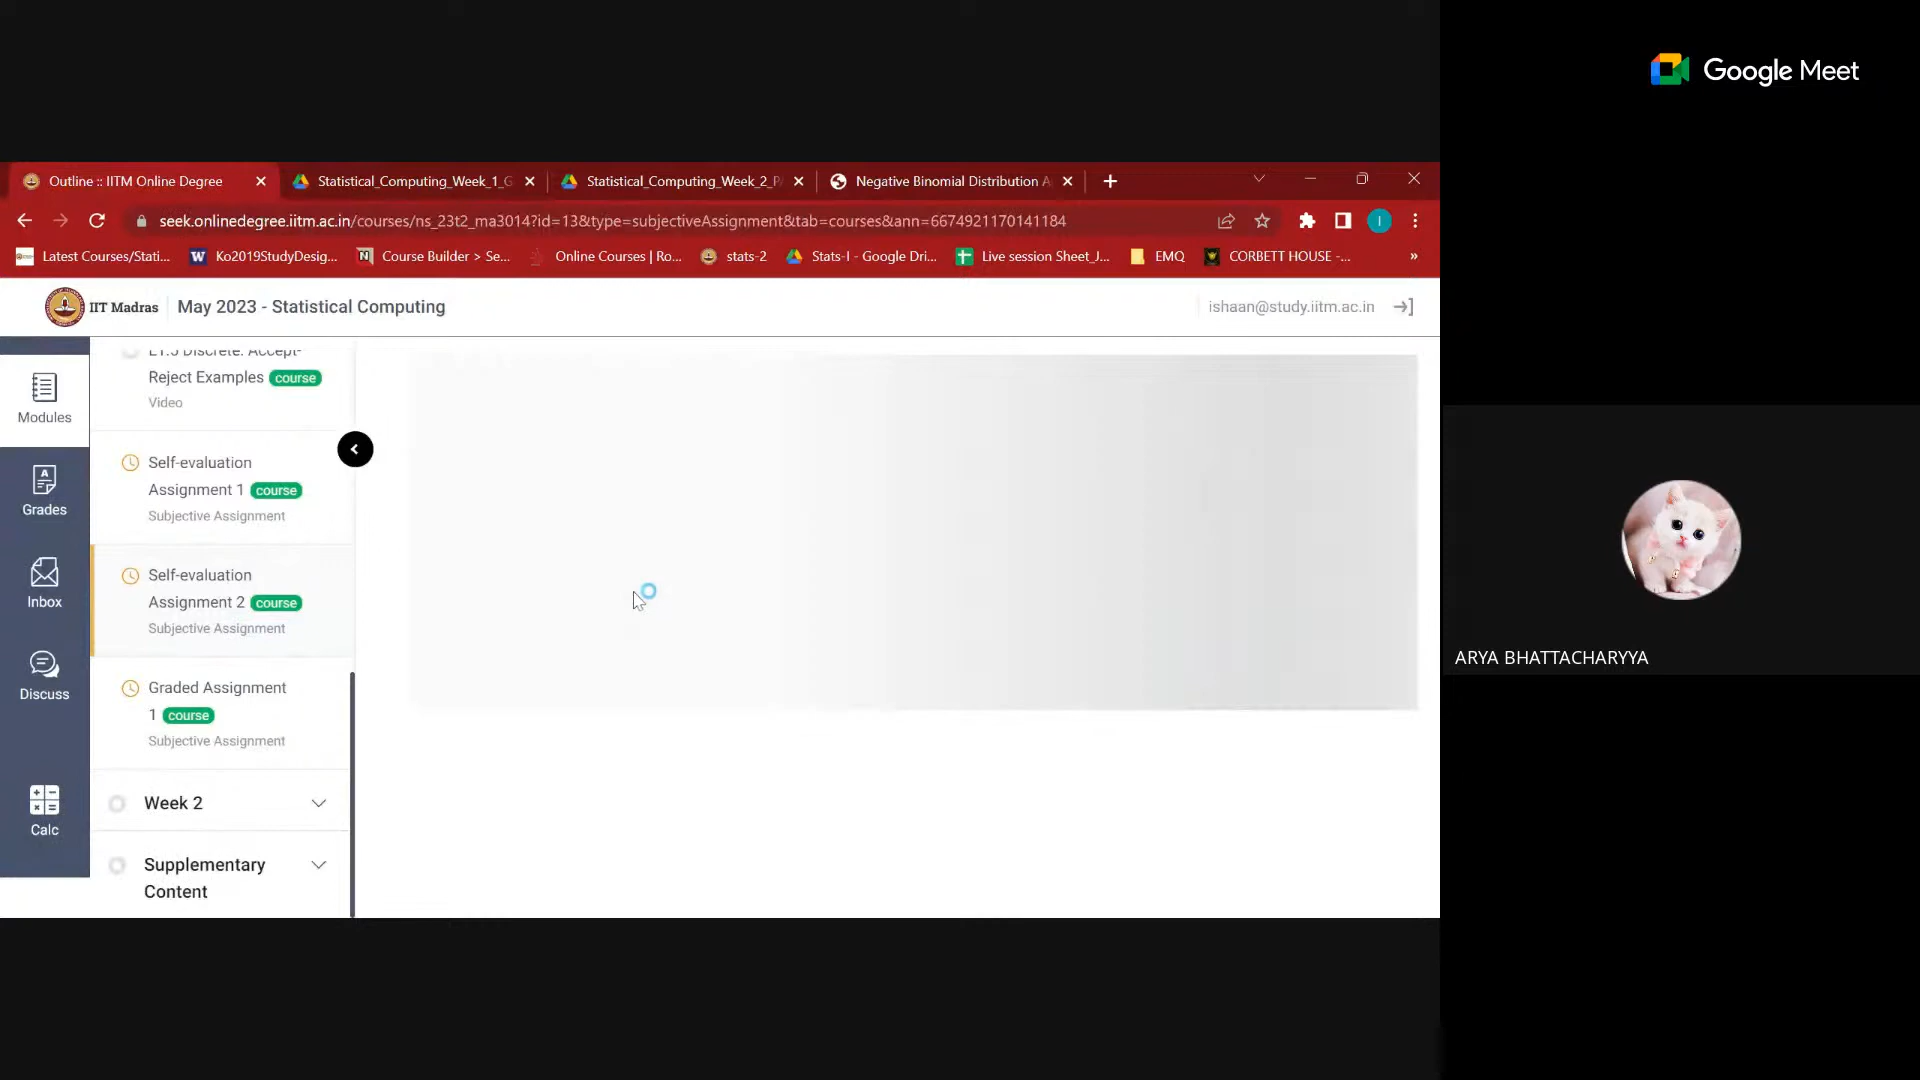 Google Meet
Outline :: IITM Online Degree
Statistical_Computing_Week_1_G
Statistical_Computing_Week_2_P
Negative Binomial Distribution A
seek.onlinedegree.iitm.ac.in/courses/ns_23t2_ma3014?id=13&type=subjectiveAssignment&tab=courses&ann=6674921170141184
I
Latest Courses/Stati...
Ko2019StudyDesig...
Course Builder > Se...
Online Courses | Ro...
stats-2
Stats-I - Google Dri...
Live session Sheet_J...
EMQ
CORBETT HOUSE -...
»
IIT Madras
May 2023 - Statistical Computing
ishaan@study.iitm.ac.in
Modules
Grades
Inbox
Discuss
Calc
L1.5 Discrete: Accept-
Reject Examples course
Video
Self-evaluation
Assignment 1 course
Subjective Assignment
Self-evaluation
Assignment 2 course
Subjective Assignment
Graded Assignment
1 course
Subjective Assignment
Week 2
Supplementary
Content
ARYA BHATTACHARYYA